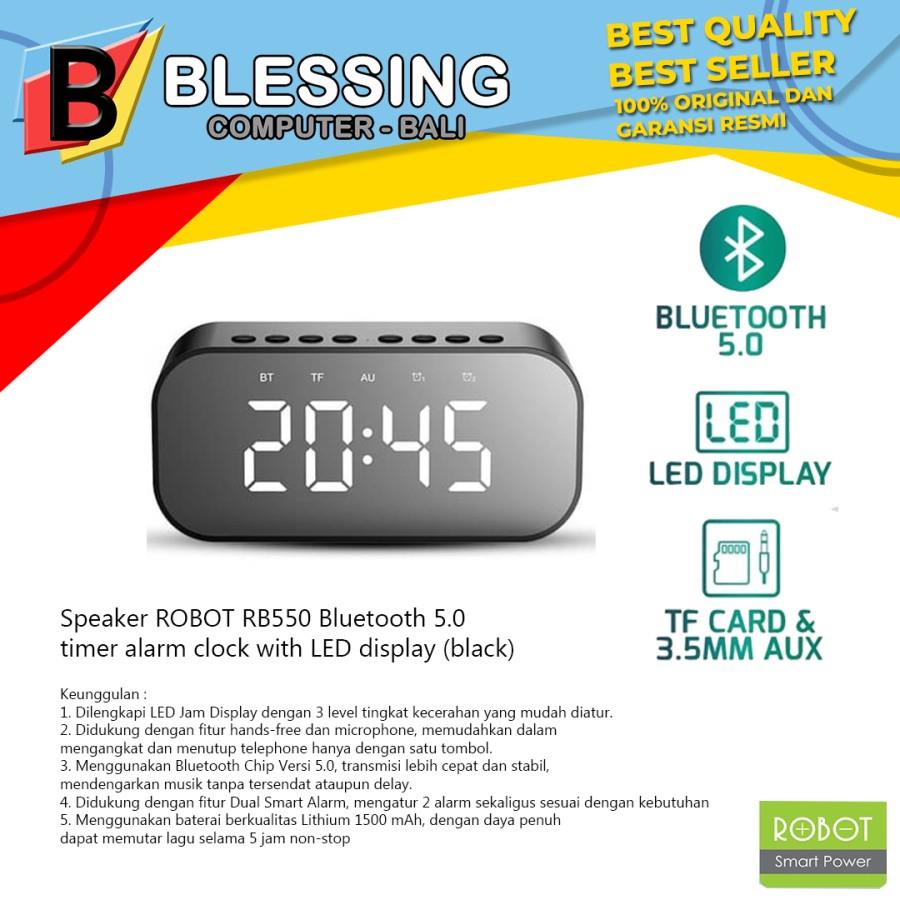 B BLESSING
COMPUTER - BALI
BEST QUALITY
BEST SELLER
100% ORIGINAL DAN
GARANSI RESMI
BLUETOOTH
5.0
BT TF AU 1 2
20:45
LED
LED DISPLAY
TF CARD &
3.5MM AUX
Speaker ROBOT RB550 Bluetooth 5.0
timer alarm clock with LED display (black)
Keunggulan :
1. Dilengkapi LED Jam Display dengan 3 level tingkat kecerahan yang mudah diatur.
2. Didukung dengan fitur hands-free dan microphone, memudahkan dalam
mengangkat dan menutup telephone hanya dengan satu tombol.
3. Menggunakan Bluetooth Chip Versi 5.0, transmisi lebih cepat dan stabil,
mendengarkan musik tanpa tersendat ataupun delay.
4. Didukung dengan fitur Dual Smart Alarm, mengatur 2 alarm sekaligus sesuai dengan kebutuhan
5. Menggunakan baterai berkualitas Lithium 1500 mAh, dengan daya penuh
dapat memutar lagu selama 5 jam non-stop
ROBOT
Smart Power